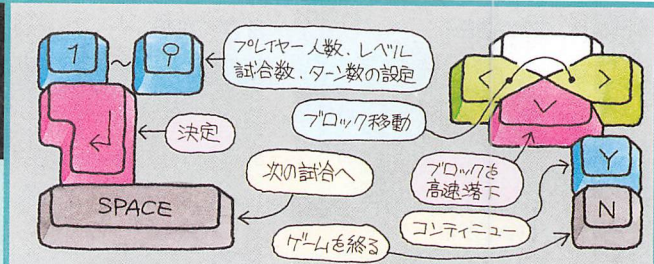 1 ~ 9
プレイヤー人数、レベル
試合数、ターン数の設定
↵
決定
SPACE
次の試合へ
ゲームを終る
< >
∨
ブロック移動
ブロックを
高速落下
Y
コンティニュー
N